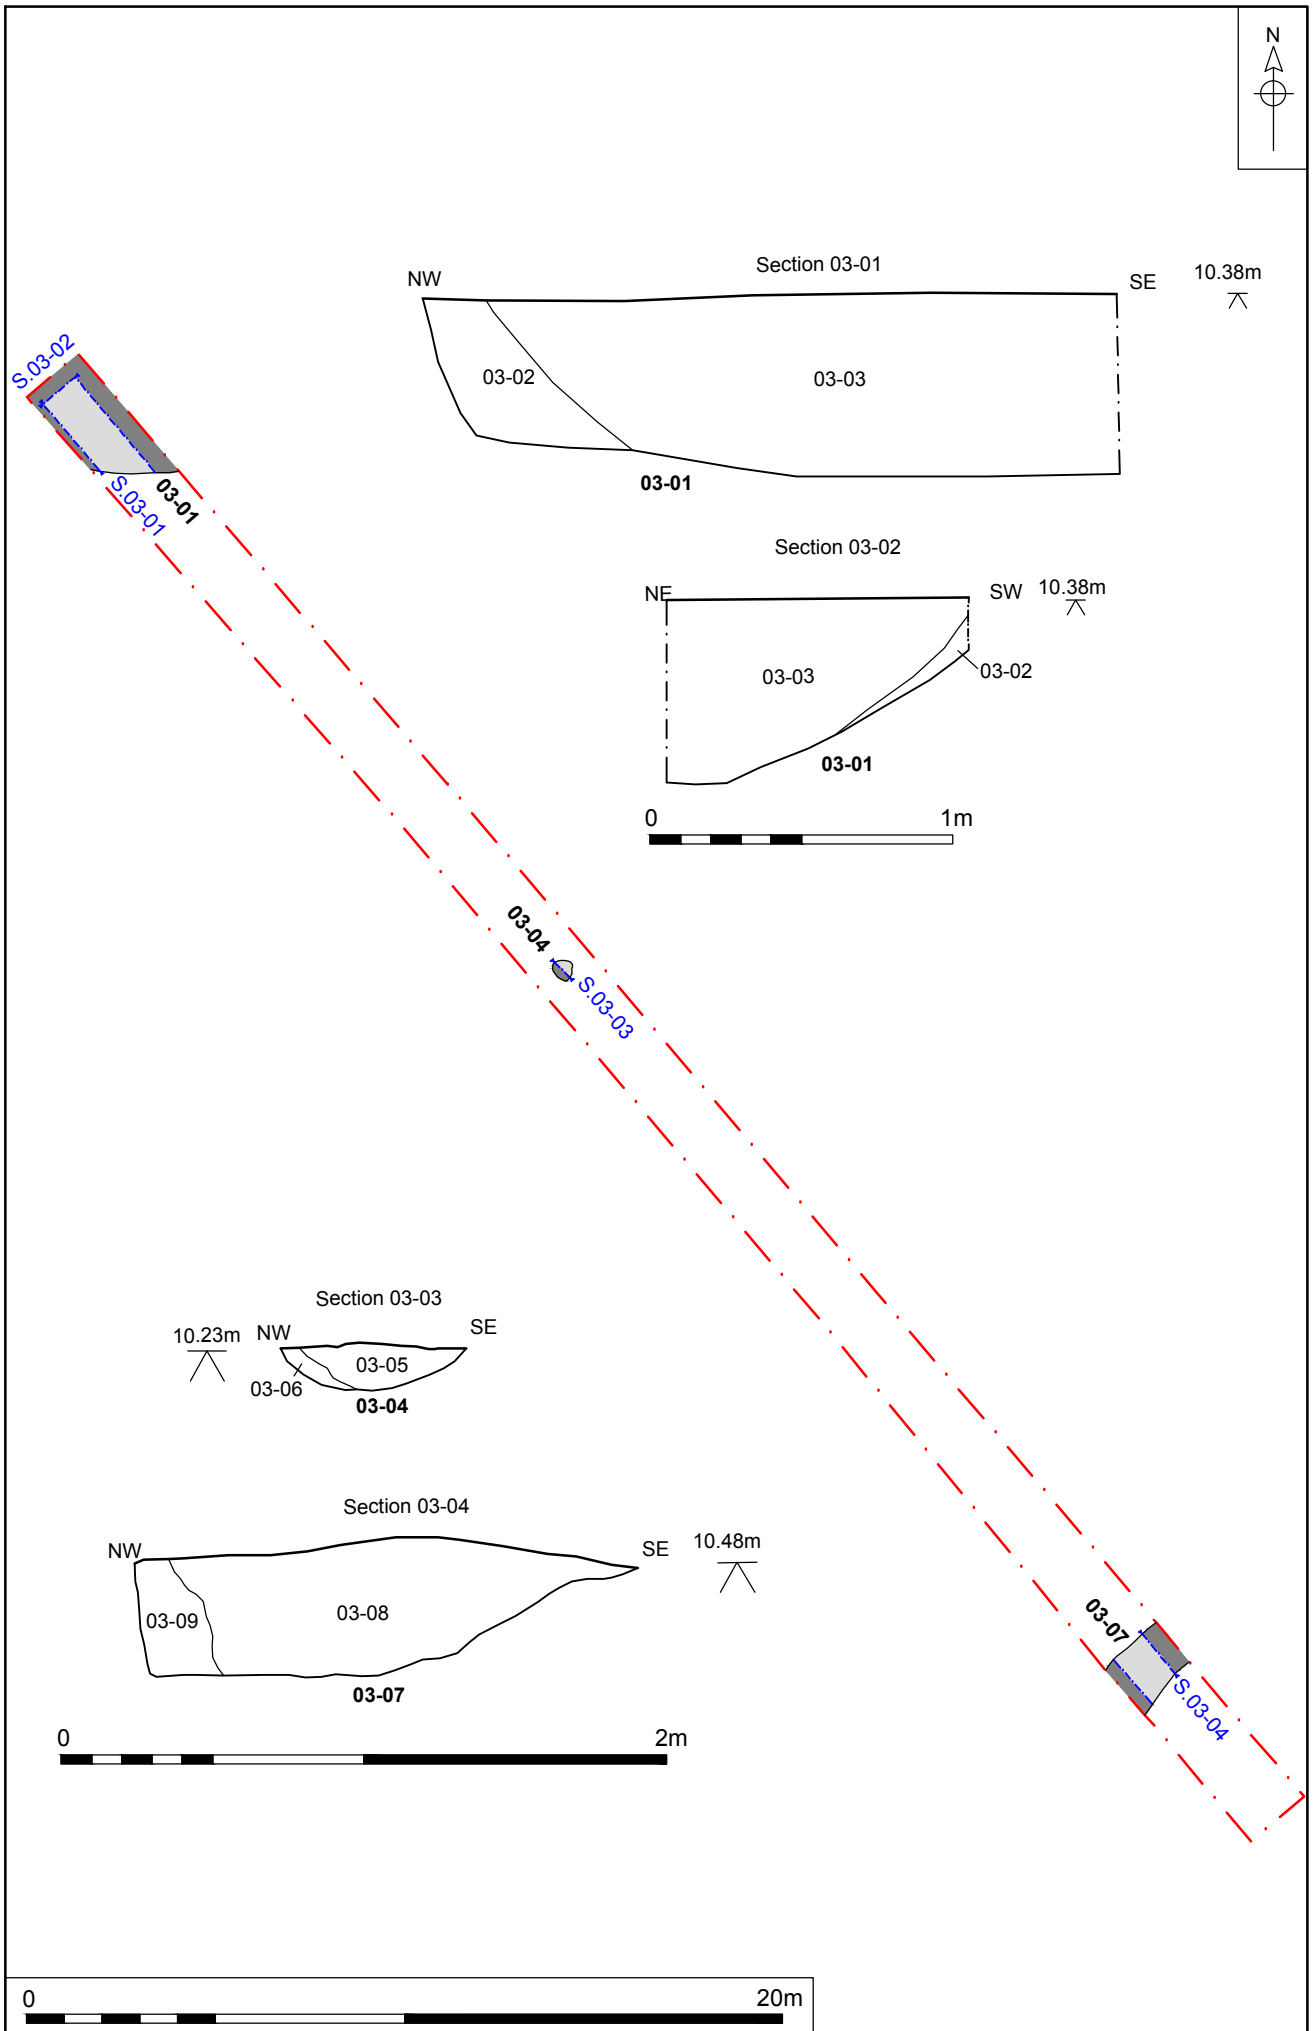 N
Section 03-01
NW
SE
10.38m
03-02
03-03
03-01
S.03-02
S.03-01
03-01
Section 03-02
NE
SW
10.38m
03-03
03-02
03-01
0
1m
03-04
S.03-03
Section 03-03
10.23m
NW
SE
03-05
03-06
03-04
Section 03-04
NW
SE
10.48m
03-09
03-08
03-07
03-07
S.03-04
0
2m
0
20m